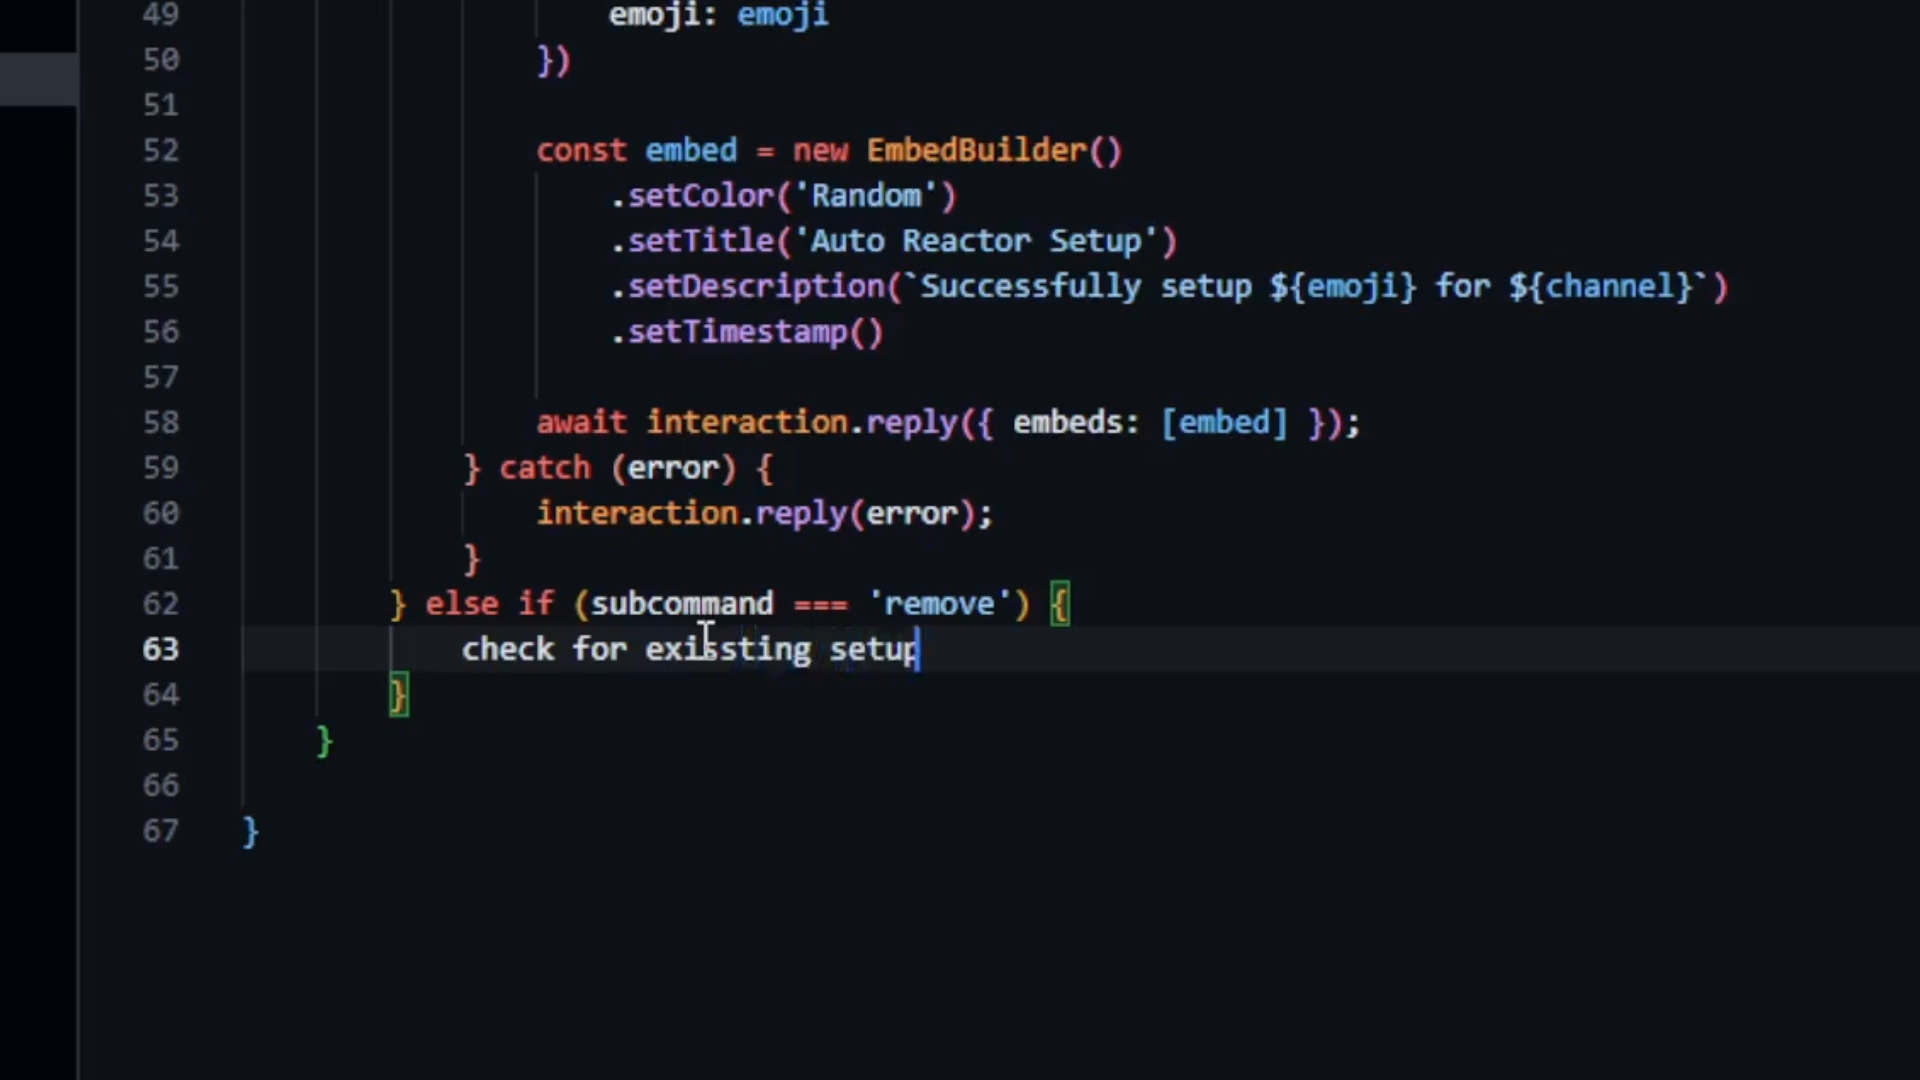 49 emoji: emoji
50 })
51
52 const embed = new EmbedBuilder()
53 .setColor('Random')
54 .setTitle('Auto Reactor Setup')
55 .setDescription(`Successfully setup ${emoji} for ${channel}`)
56 .setTimestamp()
57
58 await interaction.reply({ embeds: [embed] });
59 } catch (error) {
60 interaction.reply(error);
61 }
62 } else if (subcommand === 'remove') {
63 check for existing setup
64 }
65 }
66
67 }